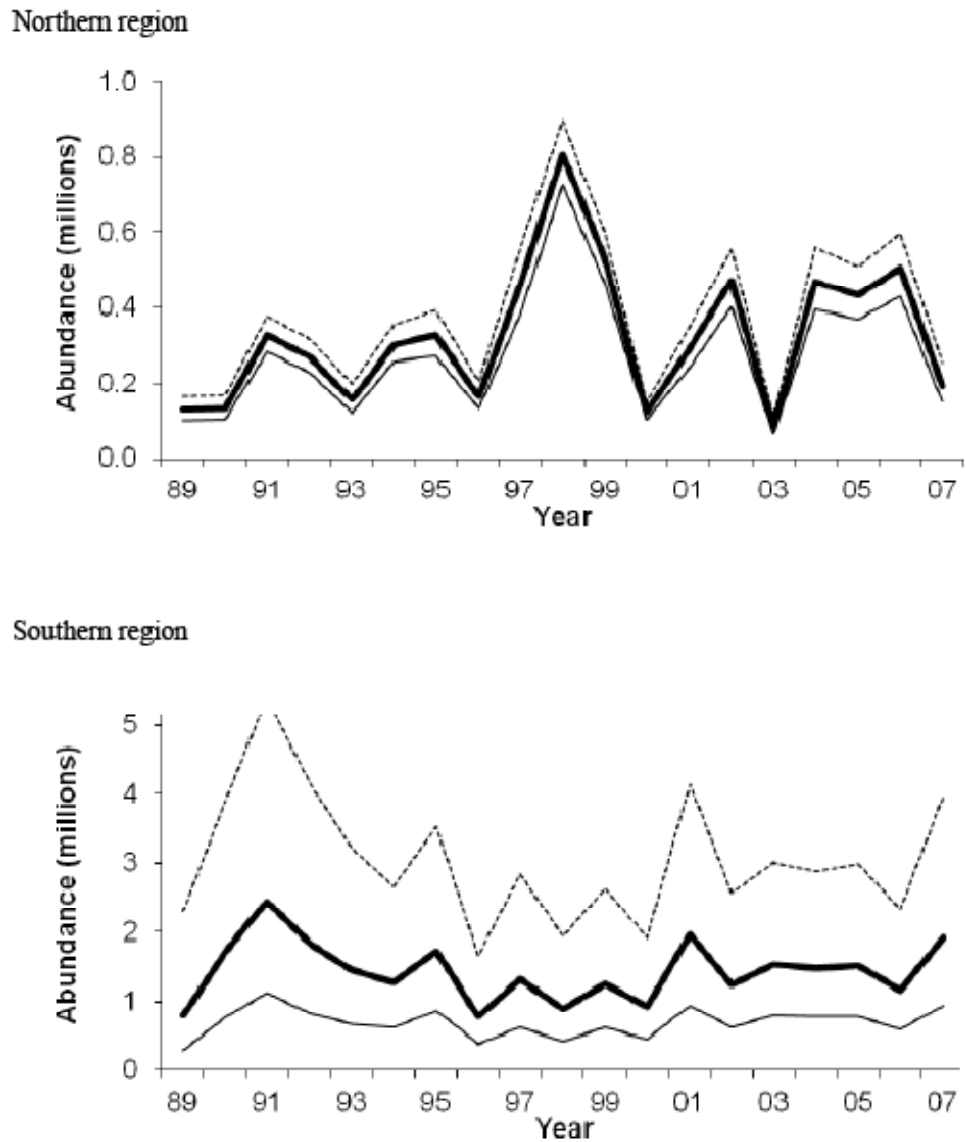 Northern region
Abundance (millions)
1.0
0.8
0.6
0.4
0.2
0.0
89 91 93 95 97 99 01 03 05 07
Year
Southern region
Abundance (millions)
5
4
3
2
1
0
89 91 93 95 97 99 01 03 05 07
Year